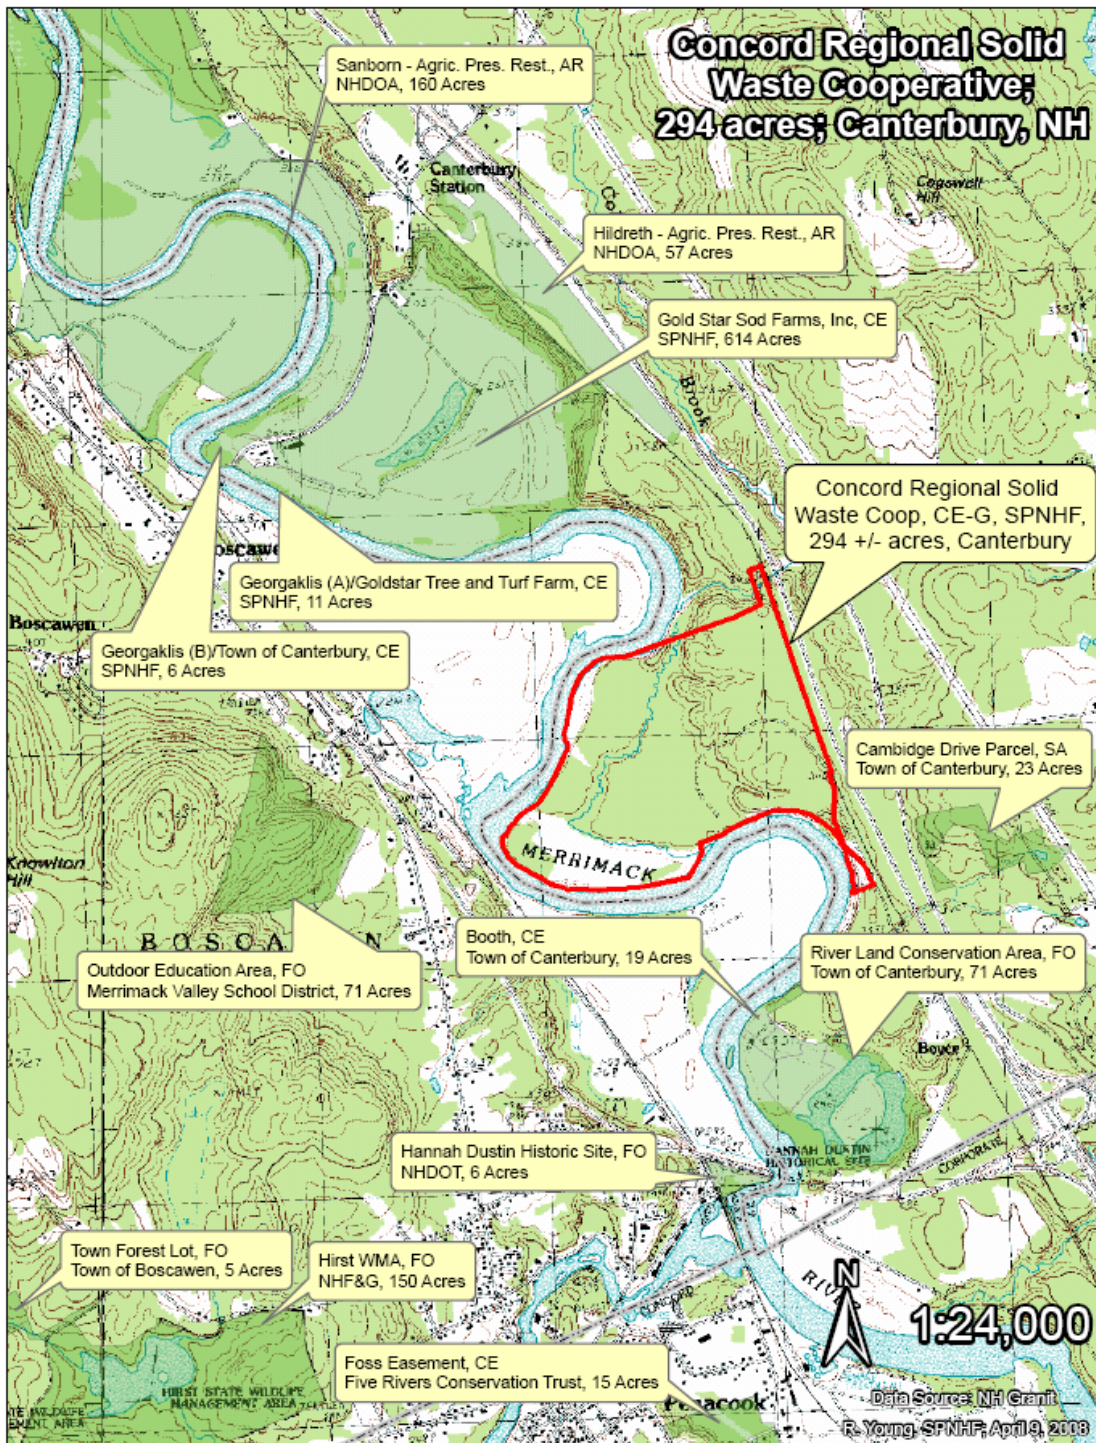 Concord Regional Solid
Waste Cooperative;
294 acres; Canterbury, NH
Sanborn - Agric. Pres. Rest., AR
NHDOA, 160 Acres
Canterbury
Station
Cogswell
Hill
Hildreth - Agric. Pres. Rest., AR
NHDOA, 57 Acres
Gold Star Sod Farms, Inc, CE
SPNHF, 614 Acres
Brook
Concord Regional Solid
Waste Coop, CE-G, SPNHF,
294 +/- acres, Canterbury
Georgaklis (A)/Goldstar Tree and Turf Farm, CE
SPNHF, 11 Acres
Boscawen
Georgaklis (B)/Town of Canterbury, CE
SPNHF, 6 Acres
Cambidge Drive Parcel, SA
Town of Canterbury, 23 Acres
Knowlton
Hill
MERRIMACK
BOSCA N
Outdoor Education Area, FO
Merrimack Valley School District, 71 Acres
Booth, CE
Town of Canterbury, 19 Acres
River Land Conservation Area, FO
Town of Canterbury, 71 Acres
Boyce
Hannah Dustin Historic Site, FO
NHDOT, 6 Acres
HANNAH DUSTIN
HISTORICAL SITE
CORPORATE
Town Forest Lot, FO
Town of Boscawen, 5 Acres
Hirst WMA, FO
NHF&G, 150 Acres
CONCORD
RIVE
N
1:24,000
Foss Easement, CE
Five Rivers Conservation Trust, 15 Acres
HIRST STATE WILDLIFE
MANAGEMENT AREA
Penacook
Data Source: NH Granit
R. Young, SPNHF; April 9, 2008